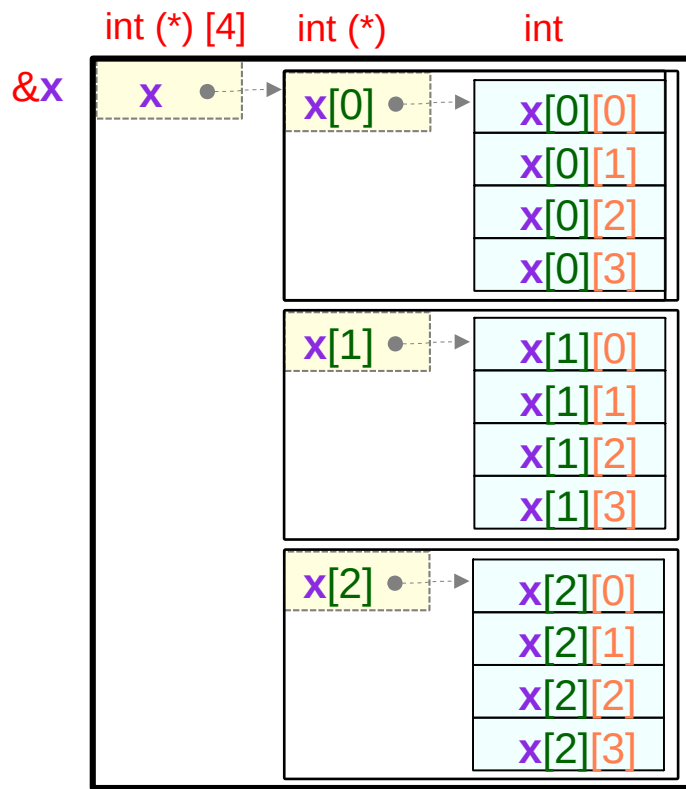 int (*) [4] int (*) int
&x x x[0] x[0][0]
x[0][1]
x[0][2]
x[0][3]
x[1] x[1][0]
x[1][1]
x[1][2]
x[1][3]
x[2] x[2][0]
x[2][1]
x[2][2]
x[2][3]